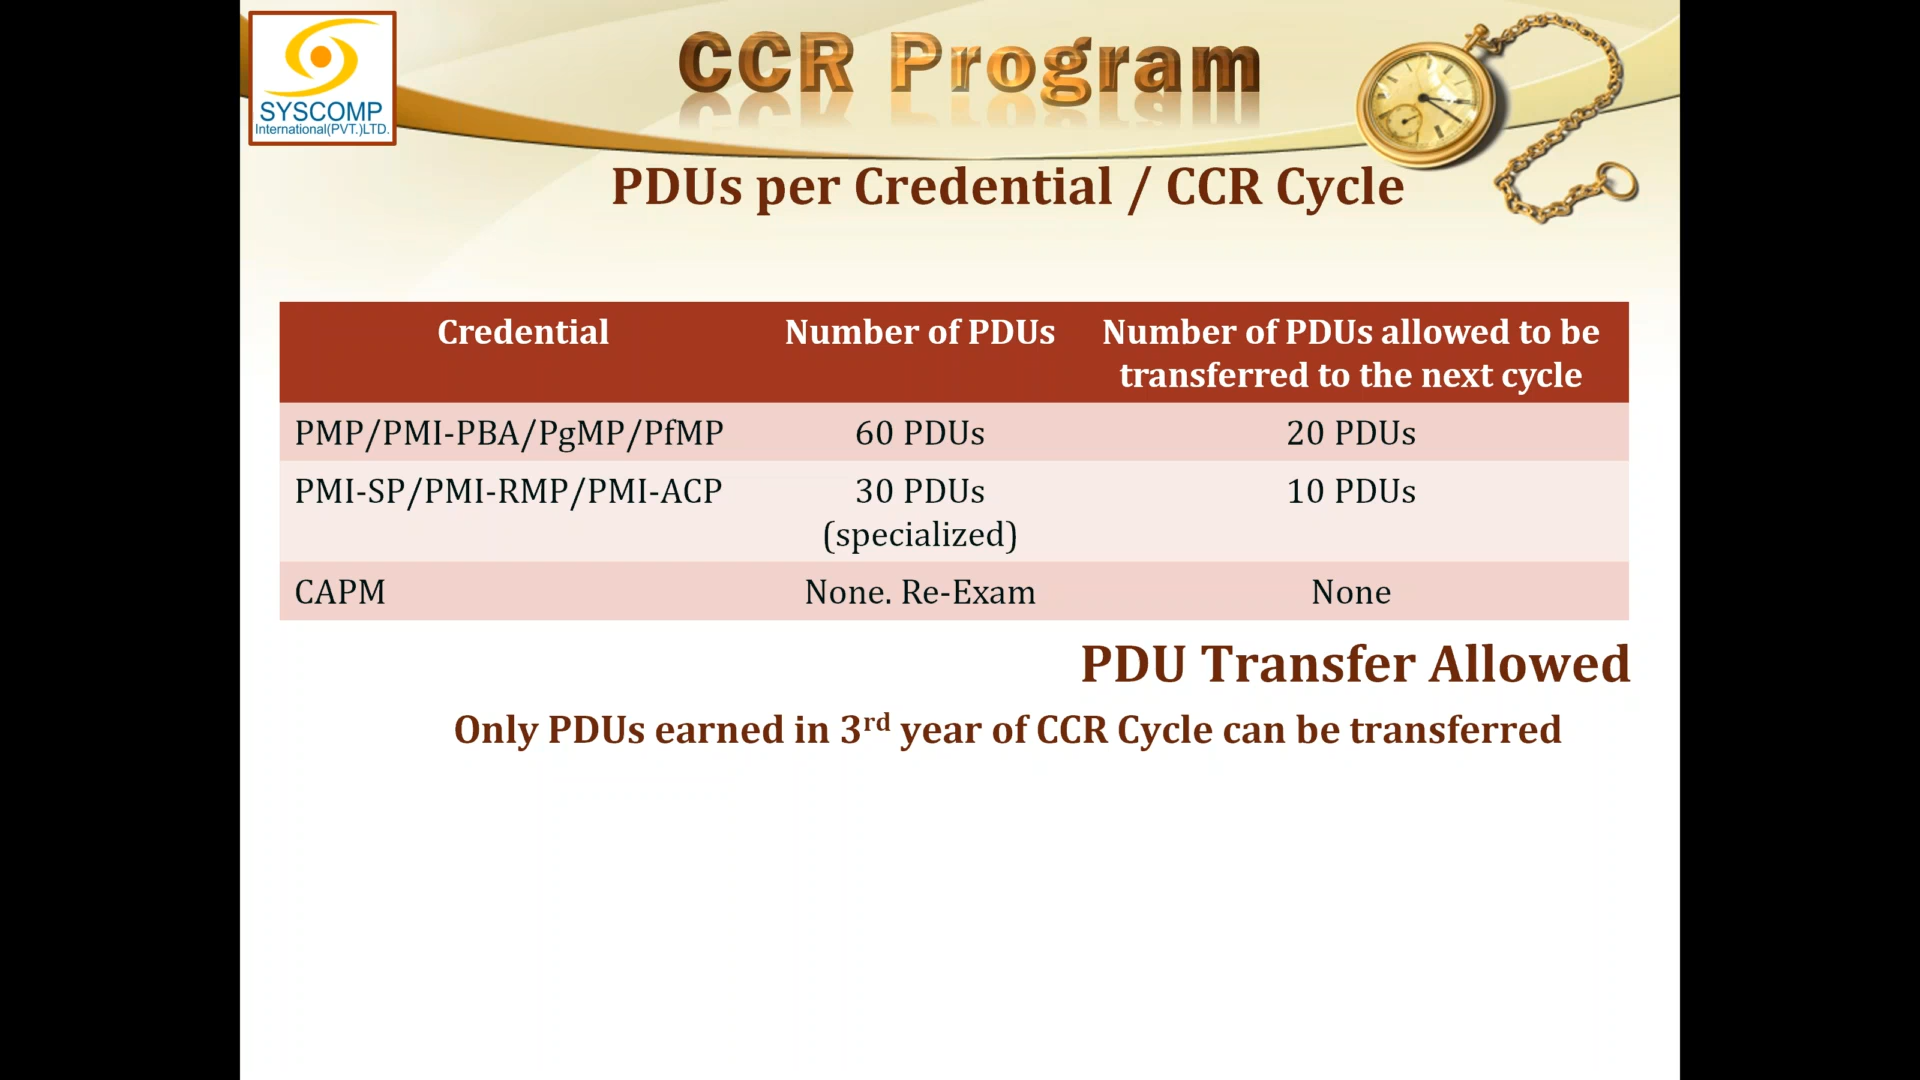 SYSCOMP
International(PVT.)LTD.
CCR Program
PDUs per Credential / CCR Cycle
Credential Number of PDUs Number of PDUs allowed to be
transferred to the next cycle
PMP/PMI-PBA/PgMP/PfMP 60 PDUs 20 PDUs
PMI-SP/PMI-RMP/PMI-ACP 30 PDUs 10 PDUs
(specialized)
CAPM None. Re-Exam None
PDU Transfer Allowed
Only PDUs earned in 3rd year of CCR Cycle can be transferred